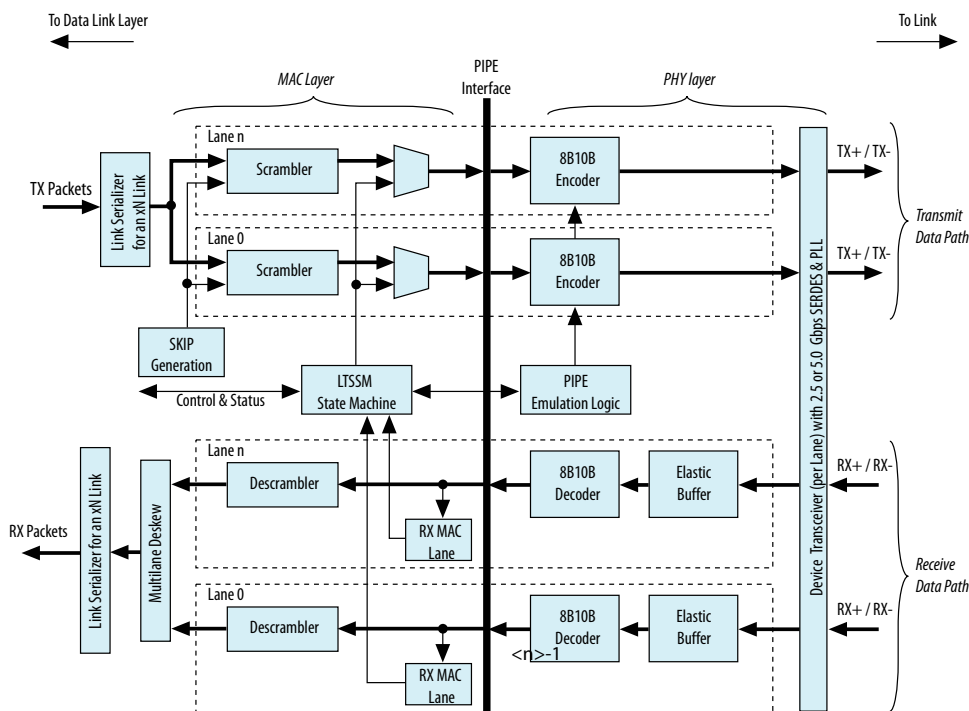 To Data Link Layer
To Link
MAC Layer
PIPE
Interface
PHY layer
Lane n
TX Packets
Link Serializer
for an xN Link
Scrambler
8B10B
Encoder
TX+ / TX-
Lane 0
Scrambler
8B10B
Encoder
TX+ / TX-
Transmit
Data Path
SKIP
Generation
Control & Status
LTSSM
State Machine
PIPE
Emulation Logic
Device Transceiver (per Lane) with 2.5 or 5.0 Gbps SERDES & PLL
Lane n
RX Packets
Link Serializer for an xN Link
Multilane Deskew
Descrambler
RX MAC
Lane
8B10B
Decoder
Elastic
Buffer
RX+ / RX-
Lane 0
Descrambler
RX MAC
Lane
8B10B
Decoder
<n>-1
Elastic
Buffer
RX+ / RX-
Receive
Data Path